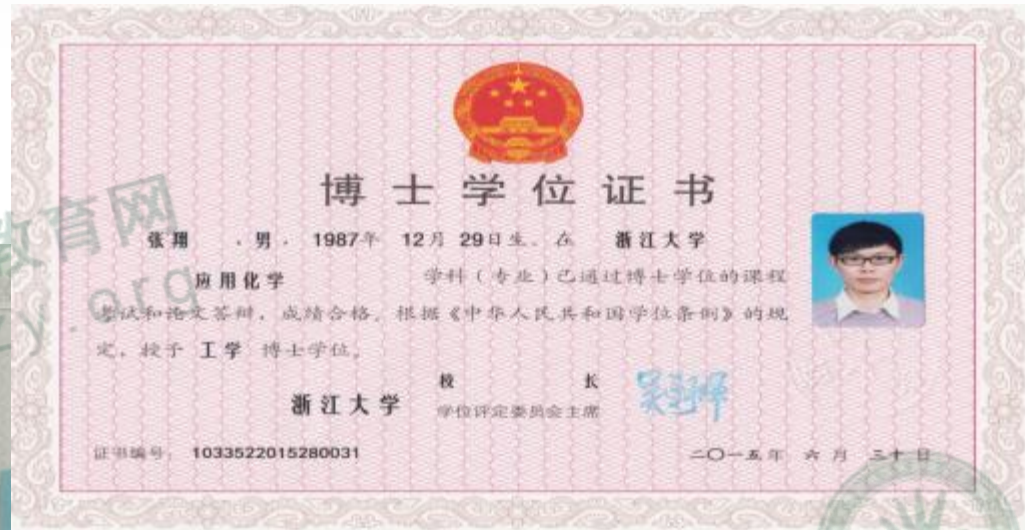 博士学位证书
张翔 ，男， 1987年 12月 29日生。在 浙江大学
应用化学 学科（专业）已通过博士学位的课程
考试和论文答辩，成绩合格。根据《中华人民共和国学位条例》的规
定，授予 工学 博士学位。
浙江大学 校 长
学位评定委员会主席
证书编号： 1033522015280031 二〇一五年 六月 三十日
教育网
.org